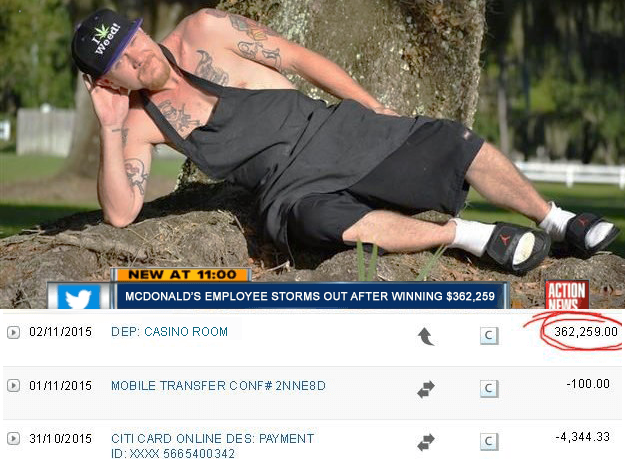 I
Weed!
NEW AT 11:00
MCDONALD'S EMPLOYEE STORMS OUT AFTER WINNING $362,259
ACTION
NEWS
02/11/2015 DEP: CASINO ROOM C 362,259.00
01/11/2015 MOBILE TRANSFER CONF# 2NNE8D C -100.00
31/10/2015 CITI CARD ONLINE DES: PAYMENT C -4,344.33
ID: XXXX 5665400342